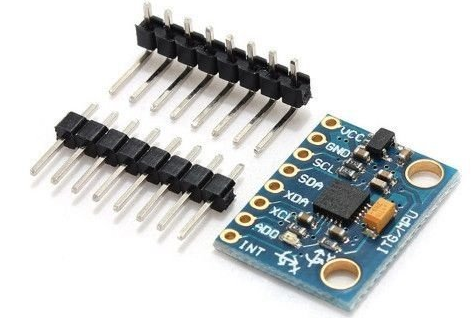 VCC
GND
SCL
SDA
XDA
XCL
ADO
INT
ITG/MPU